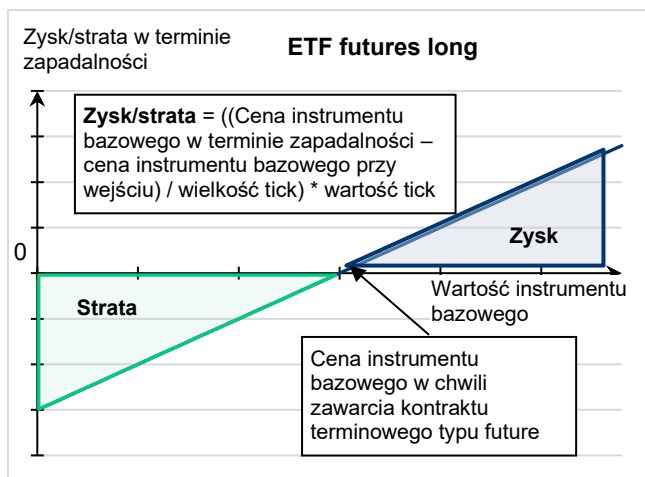 Zysk/strata w terminie
zapadalności
ETF futures long
Zysk/strata = ((Cena instrumentu
bazowego w terminie zapadalności –
cena instrumentu bazowego przy
wejściu) / wielkość tick) * wartość tick
0
Zysk
Strata
Wartość instrumentu
bazowego
Cena instrumentu
bazowego w chwili
zawarcia kontraktu
terminowego typu future